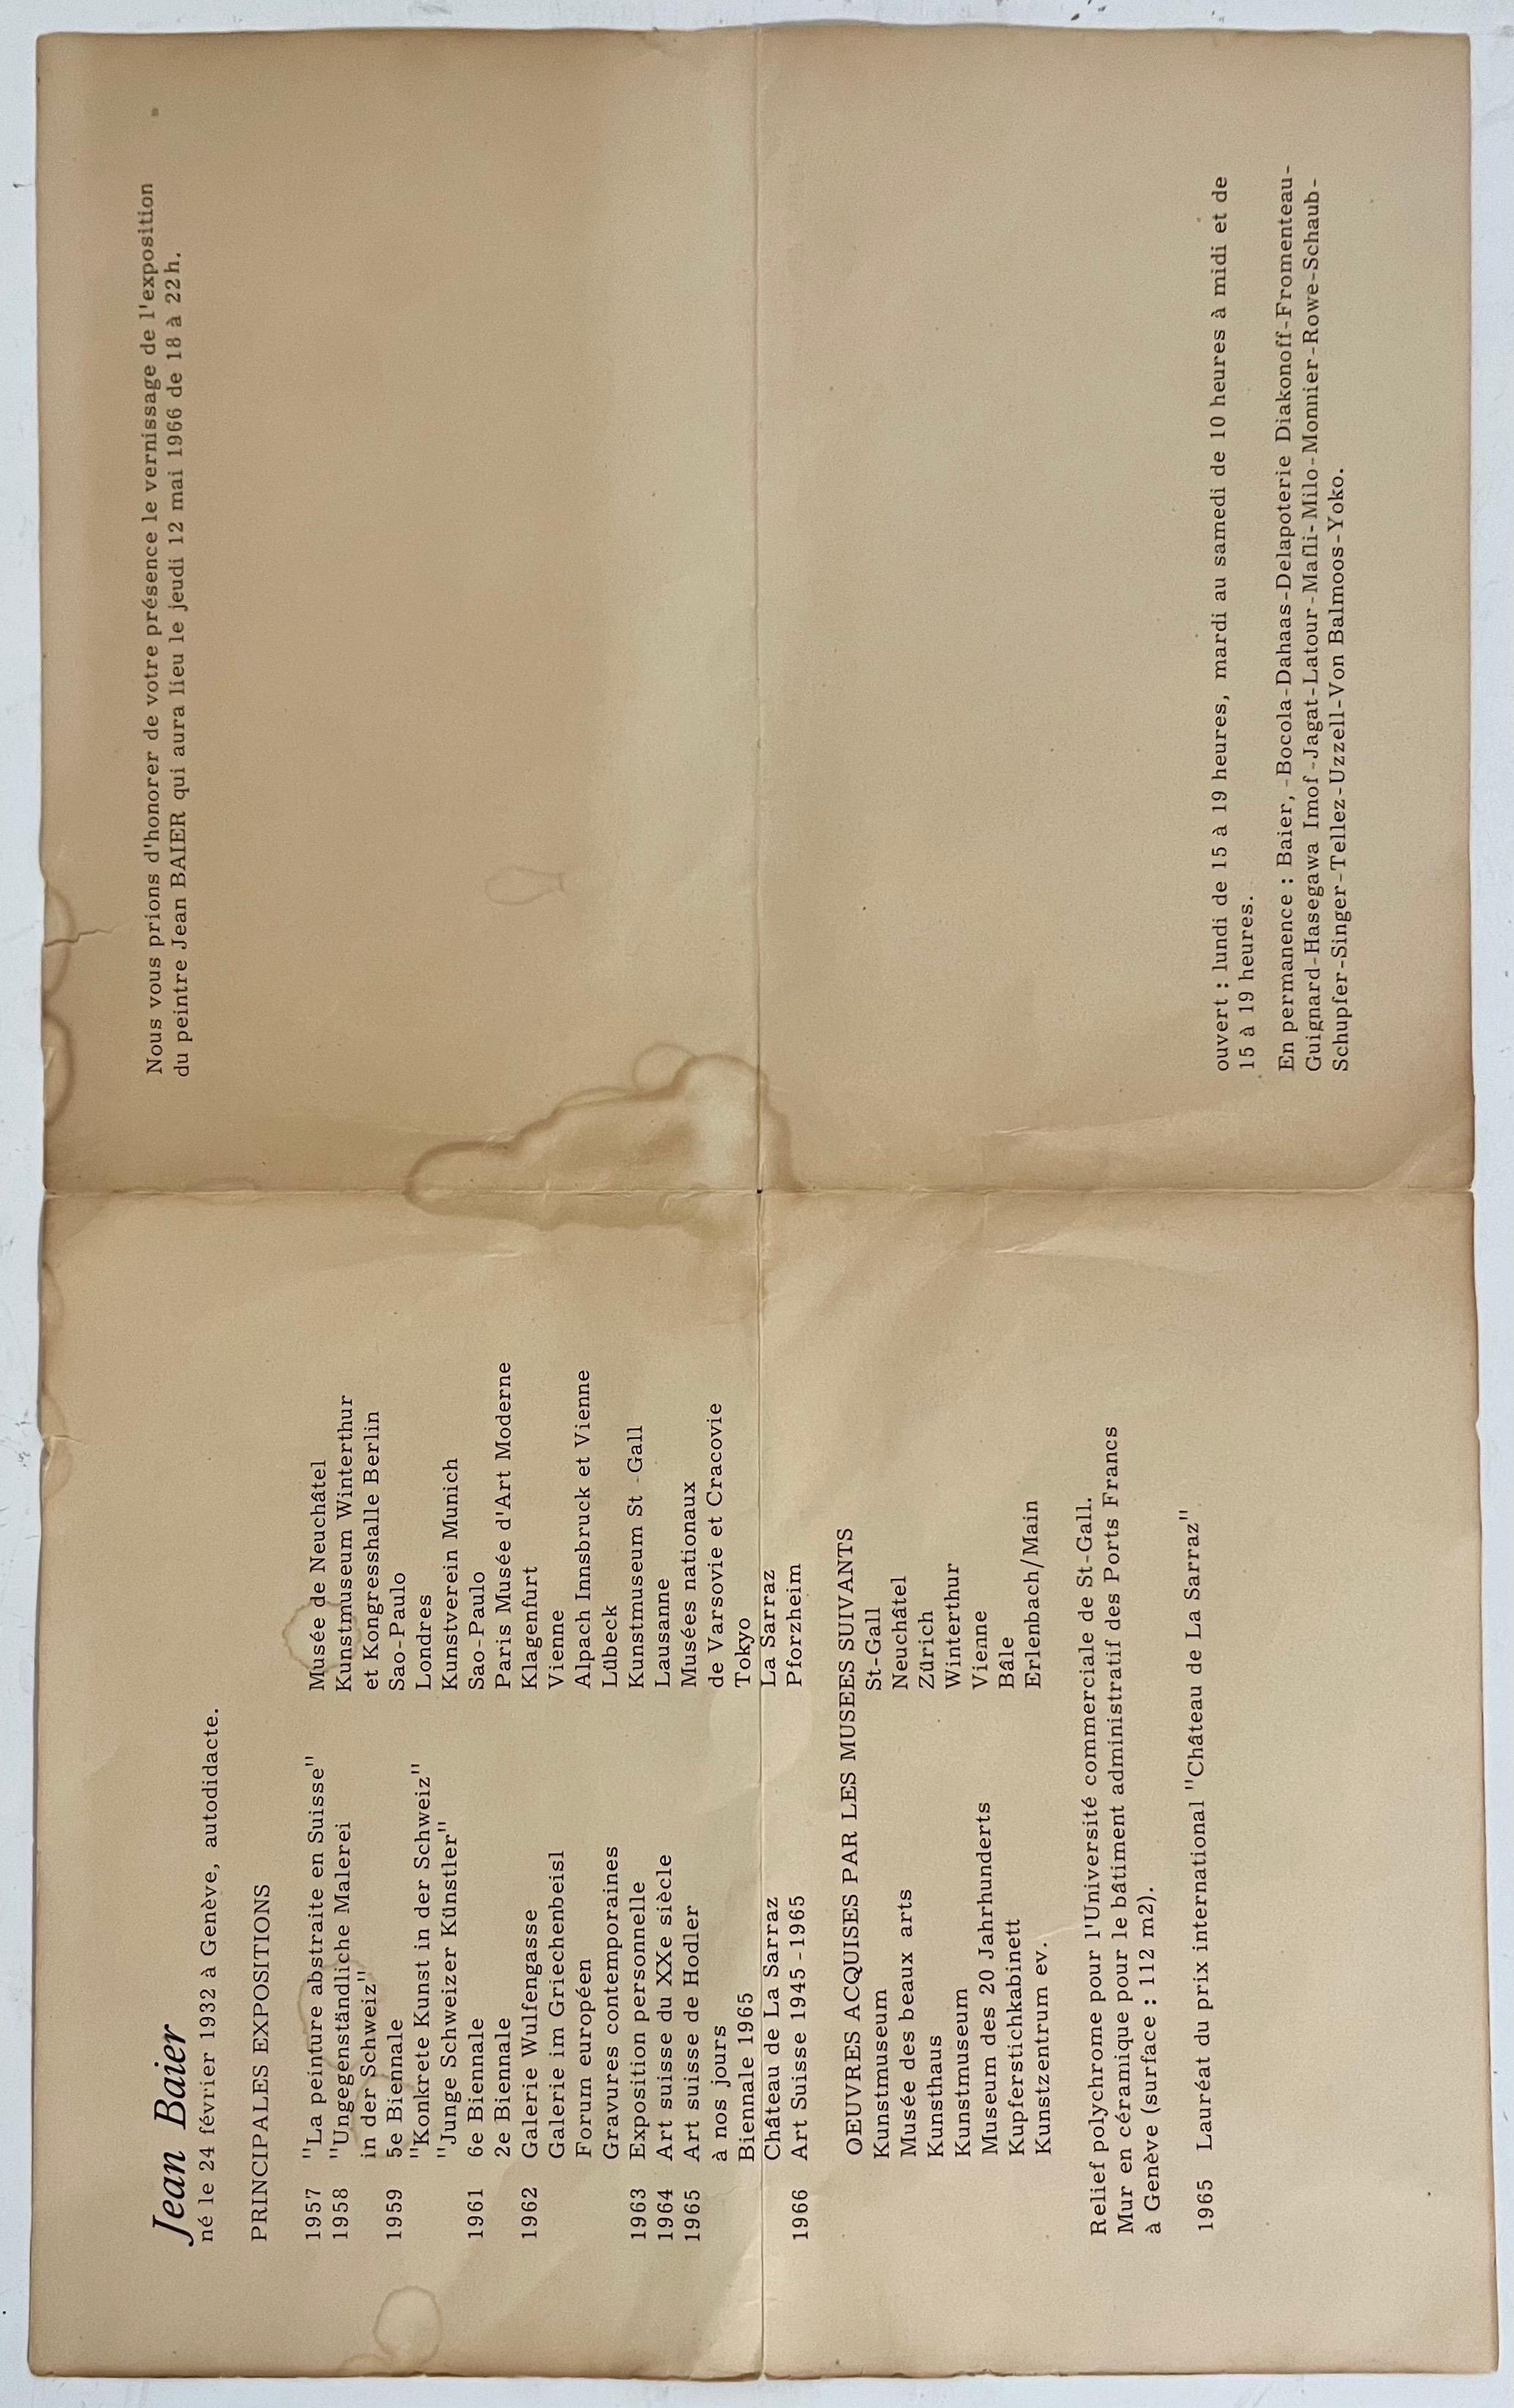 Jean Baier
né le 24 février 1932 à Genève, autodidacte.
PRINCIPALES EXPOSITIONS
1957 "La peinture abstraite en Suisse" Musée de Neuchâtel
1958 "Ungegenständliche Malerei Kunstmuseum Winterthur
in der Schweiz" et Kongresshalle Berlin
1959 5e Biennale Sao-Paulo
"Konkrete Kunst in der Schweiz" Londres
"Junge Schweizer Künstler" Kunstverein Munich
1961 6e Biennale Sao-Paulo
2e Biennale Paris Musée d'Art Moderne
1962 Galerie Wulfengasse Klagenfurt
Galerie im Griechenbeisl Vienne
Forum européen Alpach Innsbruck et Vienne
Gravures contemporaines Lübeck
1963 Exposition personnelle Kunstmuseum St - Gall
1964 Art suisse du XXe siècle Lausanne
1965 Art suisse de Hodler Musées nationaux
à nos jours de Varsovie et Cracovie
Biennale 1965 Tokyo
Château de La Sarraz La Sarraz
1966 Art Suisse 1945 -1965 Pforzheim
OEUVRES ACQUISES PAR LES MUSEES SUIVANTS
Kunstmuseum St-Gall
Musée des beaux arts Neuchâtel
Kunsthaus Zürich
Kunstmuseum Winterthur
Museum des 20 Jahrhunderts Vienne
Kupferstichkabinett Bâle
Kunstzentrum ev. Erlenbach/Main
Relief polychrome pour l'Université commerciale de St-Gall.
Mur en céramique pour le bâtiment administratif des Ports Francs
à Genève (surface : 112 m2).
1965 Lauréat du prix international "Château de La Sarraz"
Nous vous prions d'honorer de votre présence le vernissage de l'exposition
du peintre Jean BAIER qui aura lieu le jeudi 12 mai 1966 de 18 à 22h.
ouvert : lundi de 15 à 19 heures, mardi au samedi de 10 heures à midi et de
15 à 19 heures.
En permanence : Baier, -Bocola-Dahaas-Delapoterie Diakonoff-Fromenteau-
Guignard-Hasegawa Imof -Jagat-Latour-Mafli-Milo-Monnier-Rowe-Schaub-
Schupfer-Singer-Tellez-Uzzell-Von Balmoos-Yoko.